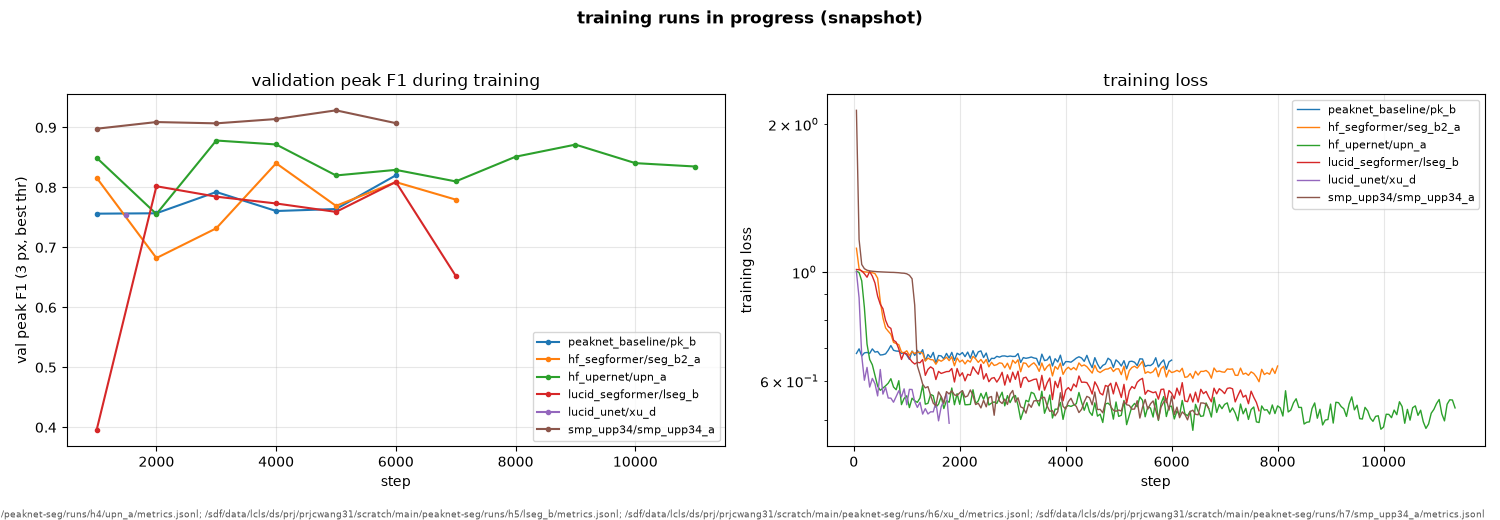 training runs in progress (snapshot)
validation peak F1 during training
val peak F1 (3 px, best thr)
0.9
0.8
0.7
0.6
0.5
0.4
2000
4000
6000
8000
10000
step
peaknet_baseline/pk_b
hf_segformer/seg_b2_a
hf_upernet/upn_a
lucid_segformer/lseg_b
lucid_unet/xu_d
smp_upp34/smp_upp34_a
training loss
training loss
2 × 10⁰
10⁰
6 × 10⁻¹
0
2000
4000
6000
8000
10000
step
peaknet_baseline/pk_b
hf_segformer/seg_b2_a
hf_upernet/upn_a
lucid_segformer/lseg_b
lucid_unet/xu_d
smp_upp34/smp_upp34_a
/peaknet-seg/runs/h4/upn_a/metrics.jsonl; /sdf/data/lcls/ds/prj/prjcwang31/scratch/main/peaknet-seg/runs/h5/lseg_b/metrics.jsonl; /sdf/data/lcls/ds/prj/prjcwang31/scratch/main/peaknet-seg/runs/h6/xu_d/metrics.jsonl; /sdf/data/lcls/ds/prj/prjcwang31/scratch/main/peaknet-seg/runs/h7/smp_upp34_a/metrics.jsonl